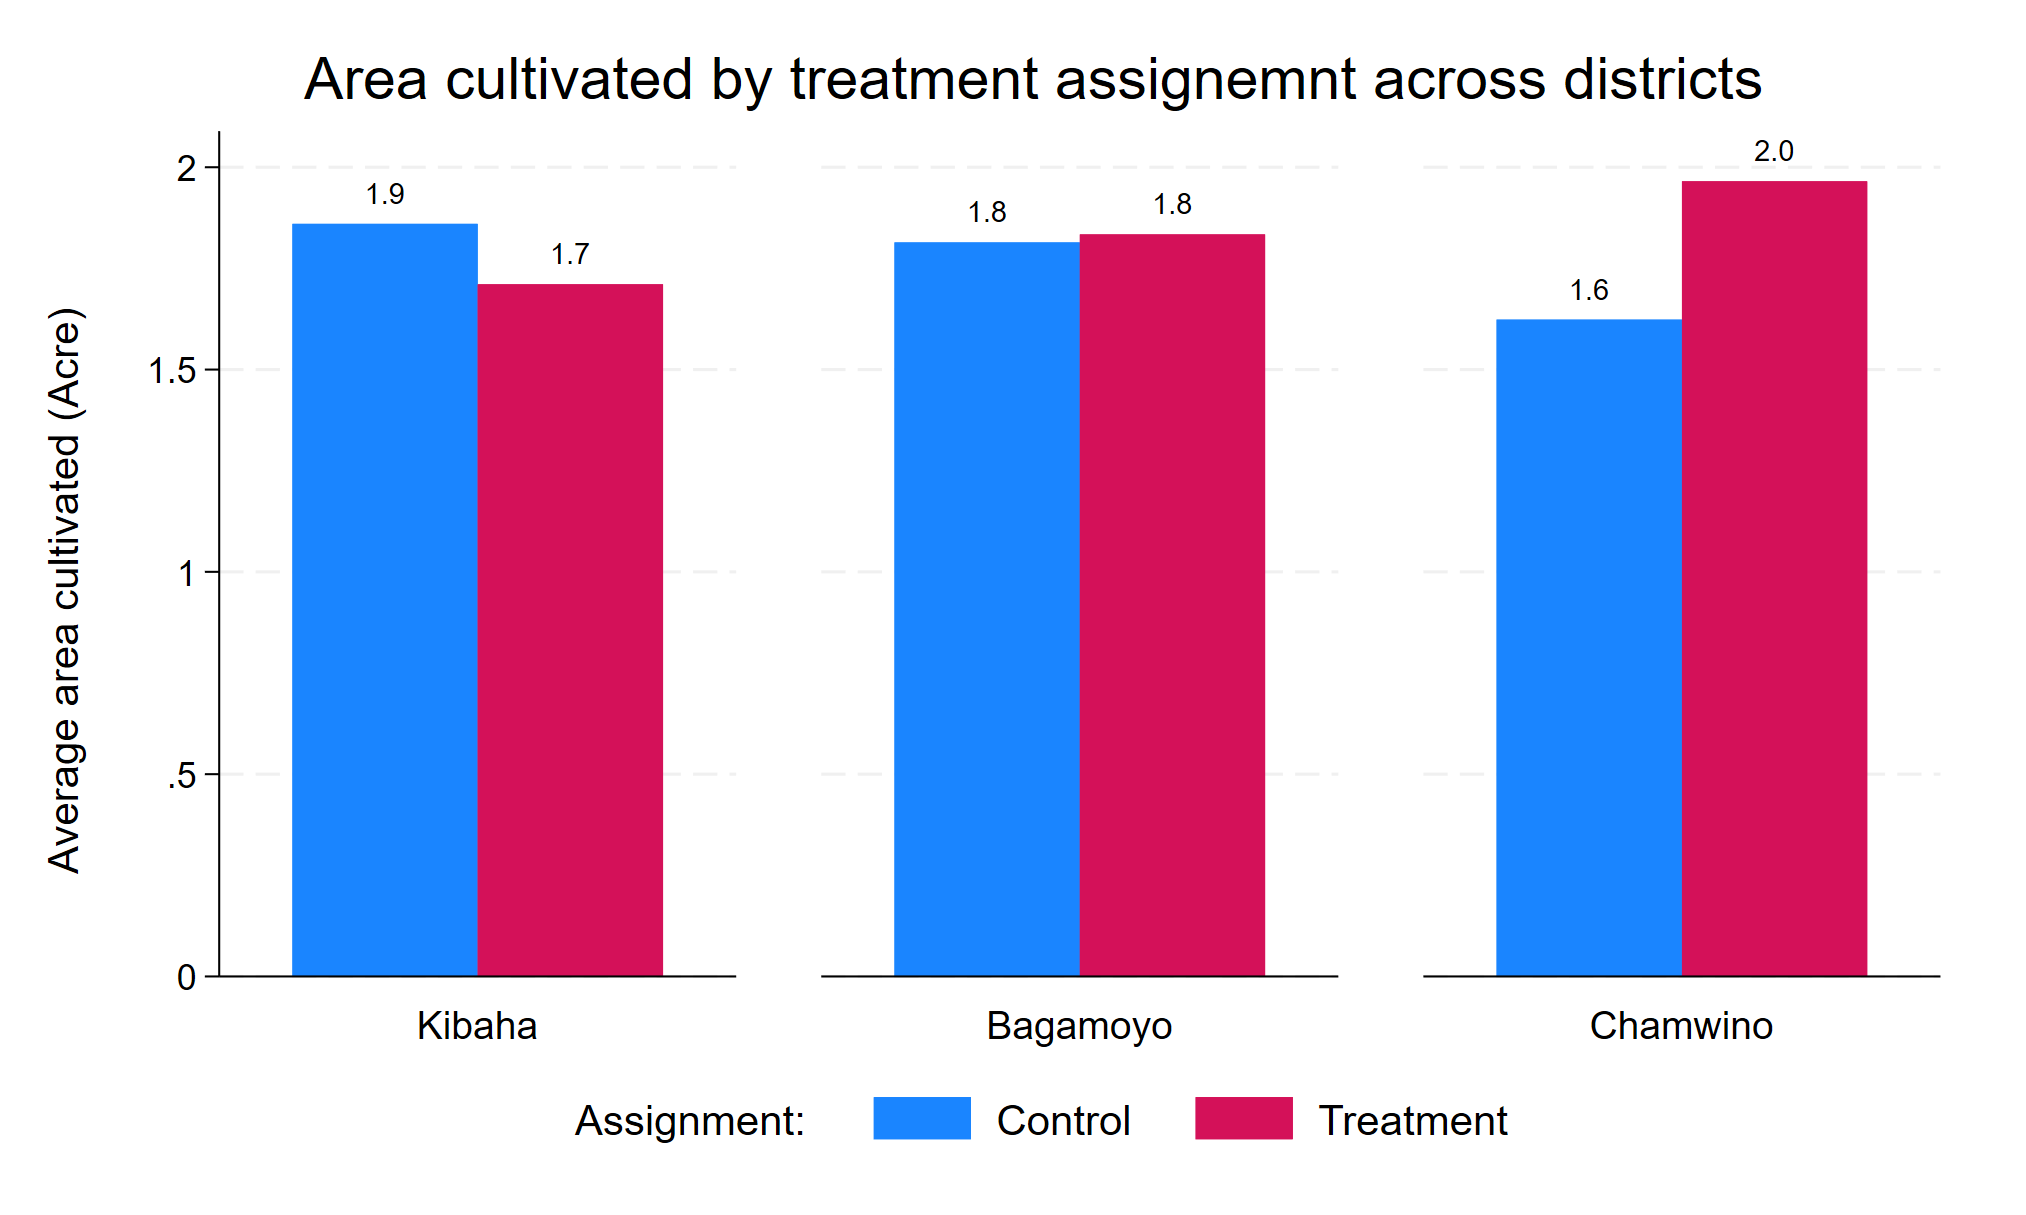 Area cultivated by treatment assignemnt across districts
Average area cultivated (Acre)
2
1.5
1
.5
0
1.9
1.7
1.8
1.8
1.6
2.0
Kibaha
Bagamoyo
Chamwino
Assignment:
Control
Treatment